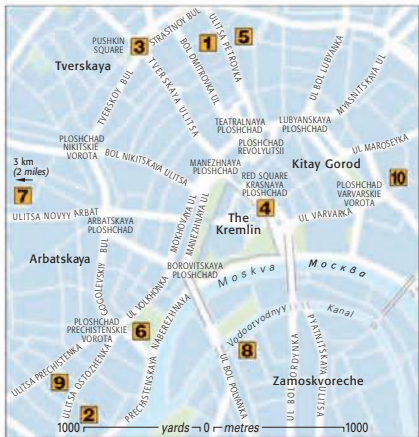 PUSHKIN
SQUARE
3
STRASTNOY BUL
1
ULITSA PETROVKA
5
Tverskaya
BOL DMITROVKA UL
TVERSKAYA ULITSA
TVERSKOY BUL
UL BOL LUBYANKA
MYASNITSKAYA UL
TEATRALNAYA
PLOSHCHAD
LUBYANSKAYA
PLOSHCHAD
PLOSHCHAD
REVOLYUTSII
PLOSHCHAD
NIKITSKIE
VOROTA
BOL NIKITSKAYA ULITSA
MANEZHNAYA
PLOSHCHAD
Kitay Gorod
UL MAROSEYKA
3 km
(2 miles)
7
RED SQUARE
KRASNAYA
PLOSHCHAD
4
10
PLOSHCHAD
VARVARSKIE
VOROTA
ULITSA NOVYY ARBAT
ARBATSKAYA
PLOSHCHAD
MOKHOVAYA UL
MANEZHNAYA UL
The
Kremlin
UL VARVARKA
Arbatskaya
GOGOLEVSKIY BUL
BOROVITSKAYA
PLOSHCHAD
Moskva
Москва
UL VOLKHONKA
PLOSHCHAD
PRECHISTENSKIE
VOROTA
6
PRECHISTENSKAYA NABEREZHNAYA
Vodootvodnyy
Kanal
8
ULITSA PRECHISTENKA
9
ULITSA OSTOZHENKA
2
UL BOL POLYANKA
UL BOL ORDYNKA
PYATNITSKAYA ULITSA
Zamoskvoreche
1000 yards 0 metres 1000